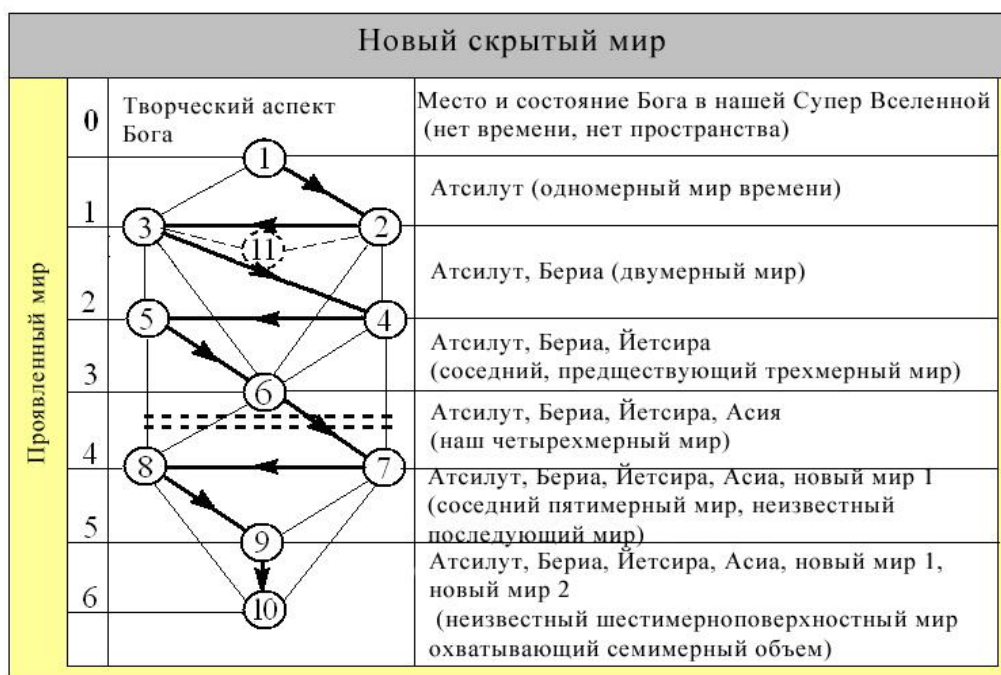 Новый скрытый мир
Проявленный мир
0
Творческий аспект
Бога
Место и состояние Бога в нашей Супер Вселенной
(нет времени, нет пространства)
1
Атсилут (одномерный мир времени)
1
3
2
11
Атсилут, Бериа (двумерный мир)
2
5
4
Атсилут, Бериа, Йетсира
(соседний, предществующий трехмерный мир)
3
6
Атсилут, Бериа, Йетсира, Асия
(наш четырехмерный мир)
4
8
7
Атсилут, Бериа, Йетсира, Асиа, новый мир 1
(соседний пятимерный мир, неизвестный
последующий мир)
5
9
Атсилут, Бериа, Йетсира, Асиа, новый мир 1,
новый мир 2
(неизвестный шестимерноповерхностный мир
охватывающий семимерный объем)
6
10